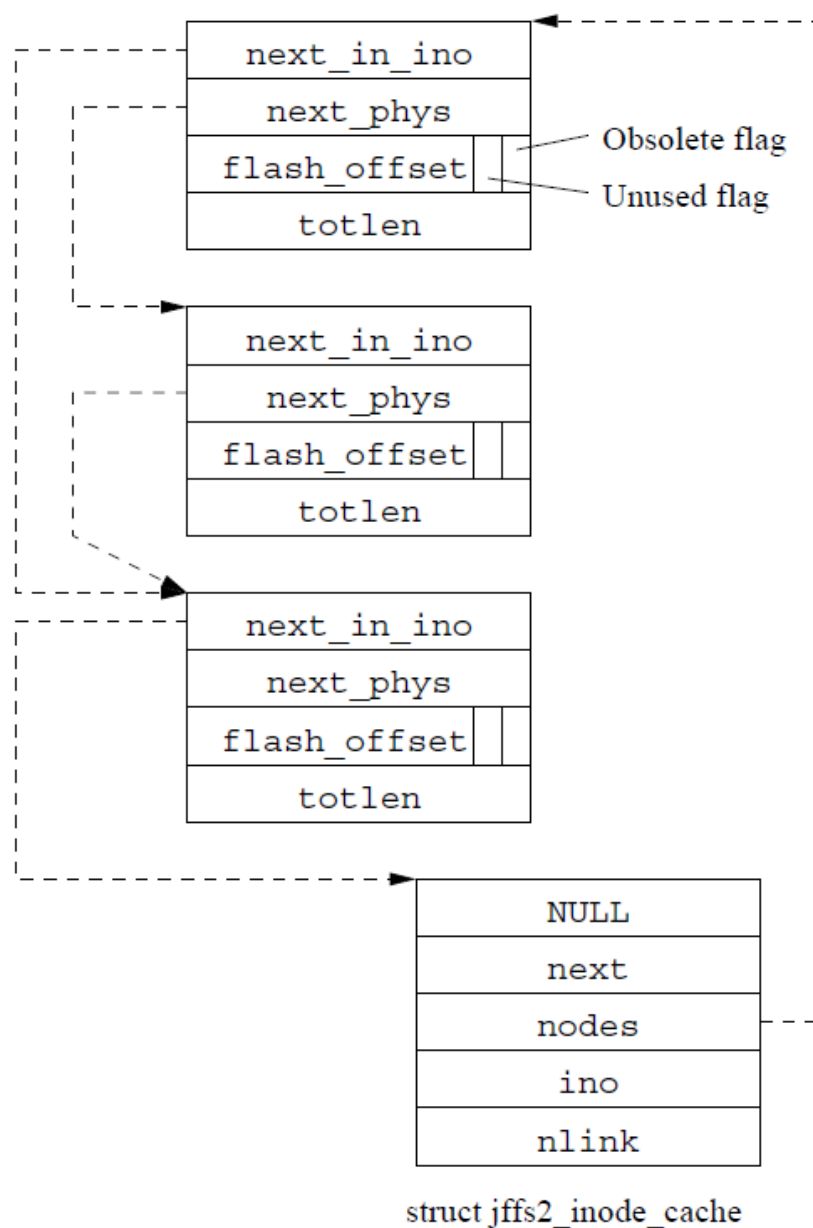 next_in_ino
next_phys
flash_offset
totlen
Obsolete flag
Unused flag
next_in_ino
next_phys
flash_offset
totlen
next_in_ino
next_phys
flash_offset
totlen
NULL
next
nodes
ino
nlink
struct jffs2_inode_cache